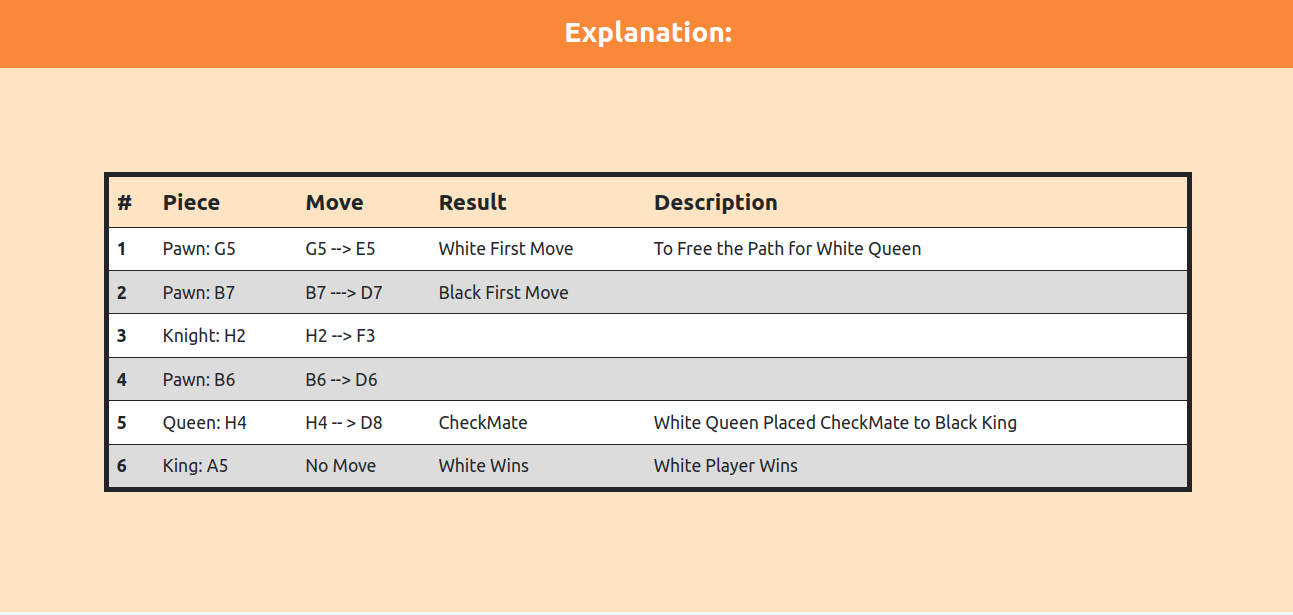 Explanation:
# Piece Move Result Description
1 Pawn: G5 G5 --> E5 White First Move To Free the Path for White Queen
2 Pawn: B7 B7 ---> D7 Black First Move
3 Knight: H2 H2 --> F3
4 Pawn: B6 B6 --> D6
5 Queen: H4 H4 -- > D8 CheckMate White Queen Placed CheckMate to Black King
6 King: A5 No Move White Wins White Player Wins